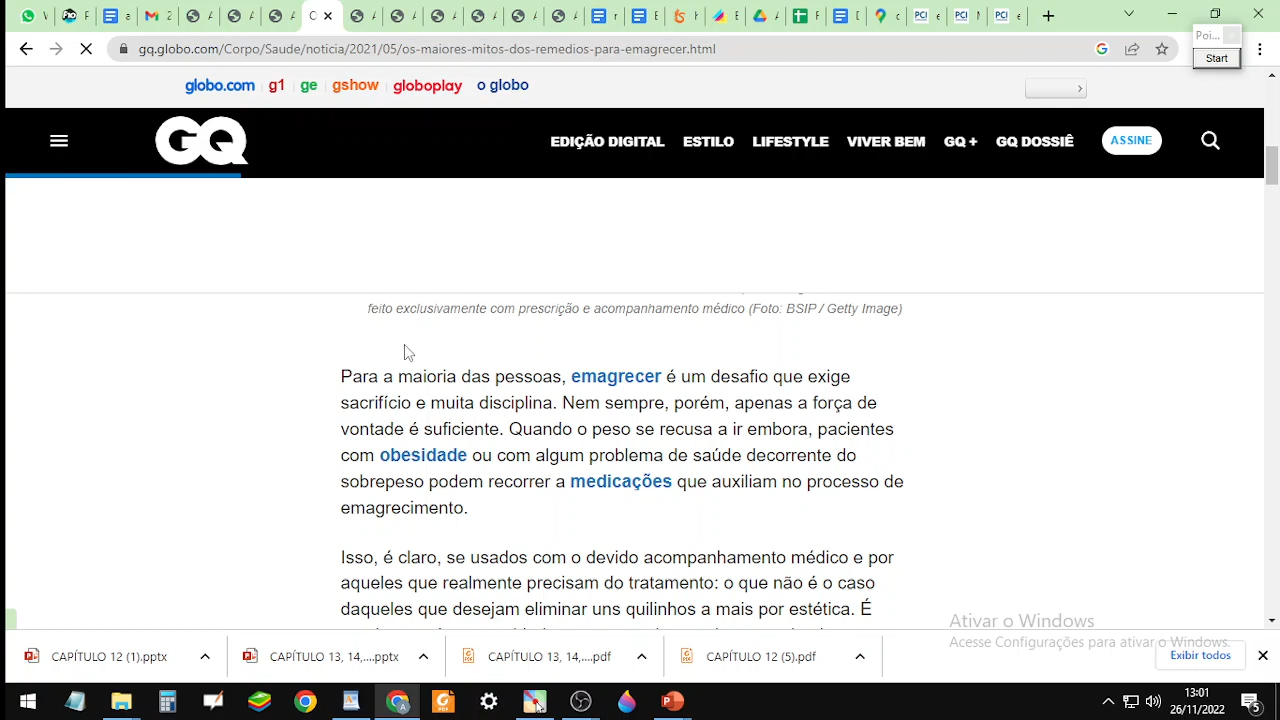 Poi...
Start
gq.globo.com/Corpo/Saude/noticia/2021/05/os-maiores-mitos-dos-remedios-para-emagrecer.html
globo.com g1 ge gshow globoplay o globo
GQ EDIÇÃO DIGITAL ESTILO LIFESTYLE VIVER BEM GQ + GQ DOSSIÊ ASSINE
feito exclusivamente com prescrição e acompanhamento médico (Foto: BSIP / Getty Image)
Para a maioria das pessoas, emagrecer é um desafio que exige
sacrifício e muita disciplina. Nem sempre, porém, apenas a força de
vontade é suficiente. Quando o peso se recusa a ir embora, pacientes
com obesidade ou com algum problema de saúde decorrente do
sobrepeso podem recorrer a medicações que auxiliam no processo de
emagrecimento.
Isso, é claro, se usados com o devido acompanhamento médico e por
aqueles que realmente precisam do tratamento: o que não é o caso
daqueles que desejam eliminar uns quilinhos a mais por estética. É
Ativar o Windows
Acesse Configurações para ativar o Windows.
CAPÍTULO 12 (1).pptx CAPÍTULO 13, 14,....pptx CAPÍTULO 13, 14,....pdf CAPÍTULO 12 (5).pdf Exibir todos
13:01
26/11/2022
5